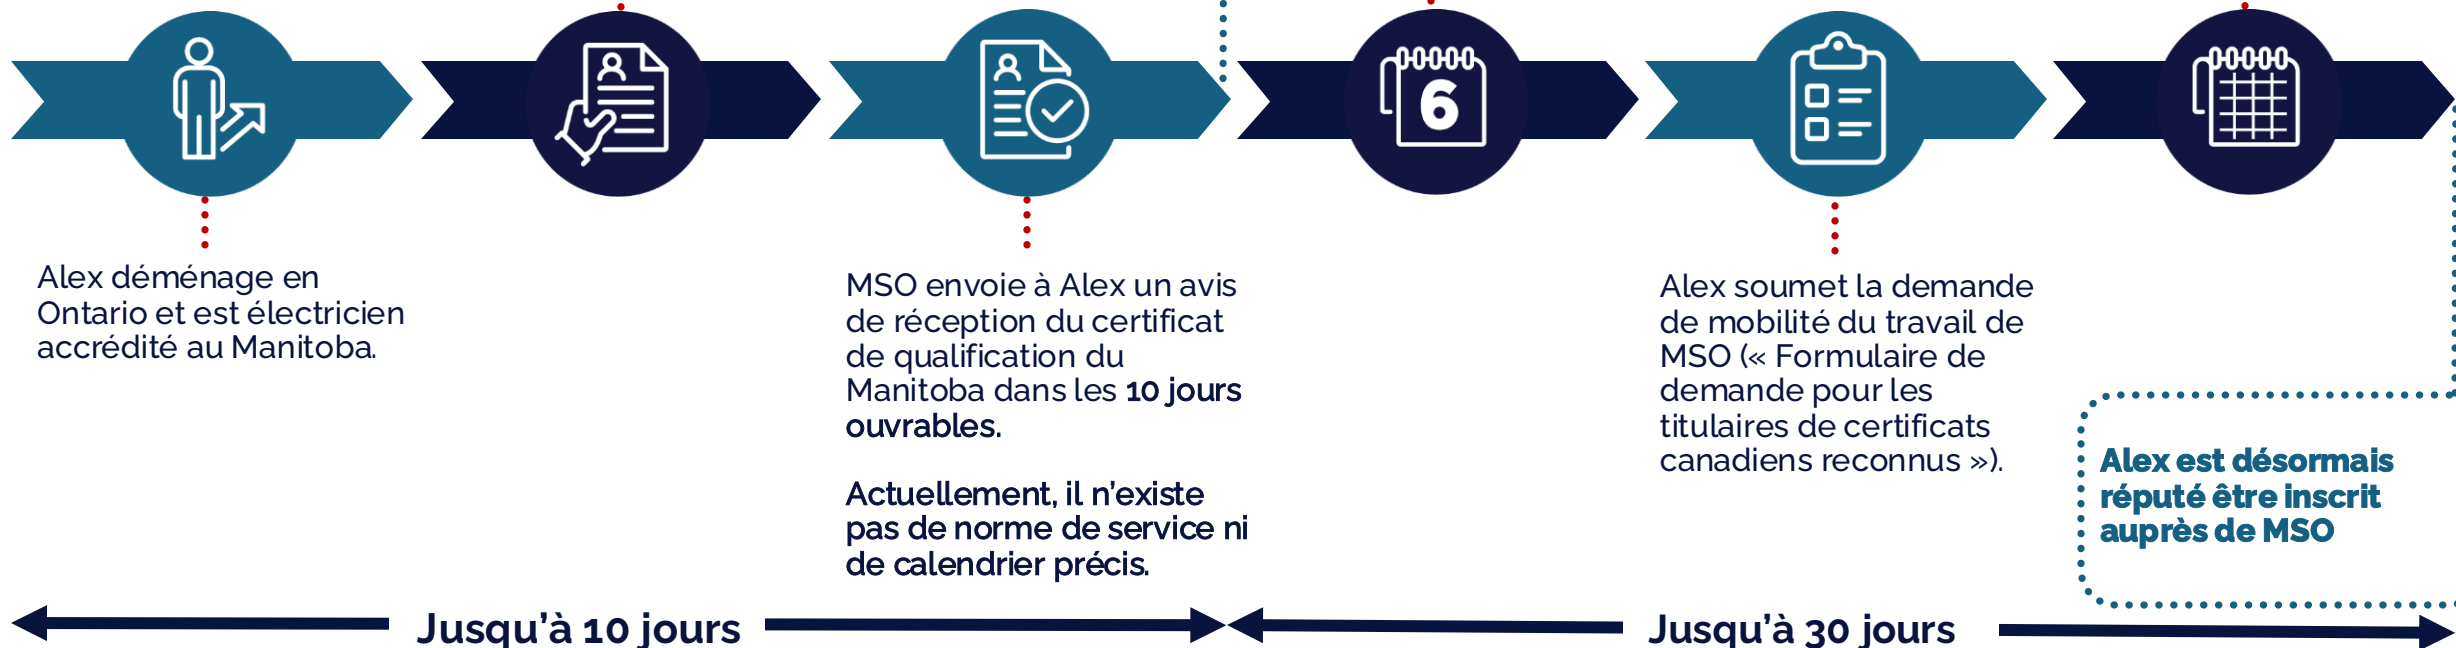 6
Alex déménage en
Ontario et est électricien
accrédité au Manitoba.
MSO envoie à Alex un avis
de réception du certificat
de qualification du
Manitoba dans les 10 jours
ouvrables.
Actuellement, il n’existe
pas de norme de service ni
de calendrier précis.
Alex soumet la demande
de mobilité du travail de
MSO (« Formulaire de
demande pour les
titulaires de certificats
canadiens reconnus »).
Alex est désormais
réputé être inscrit
auprès de MSO
Jusqu’à 10 jours
Jusqu’à 30 jours